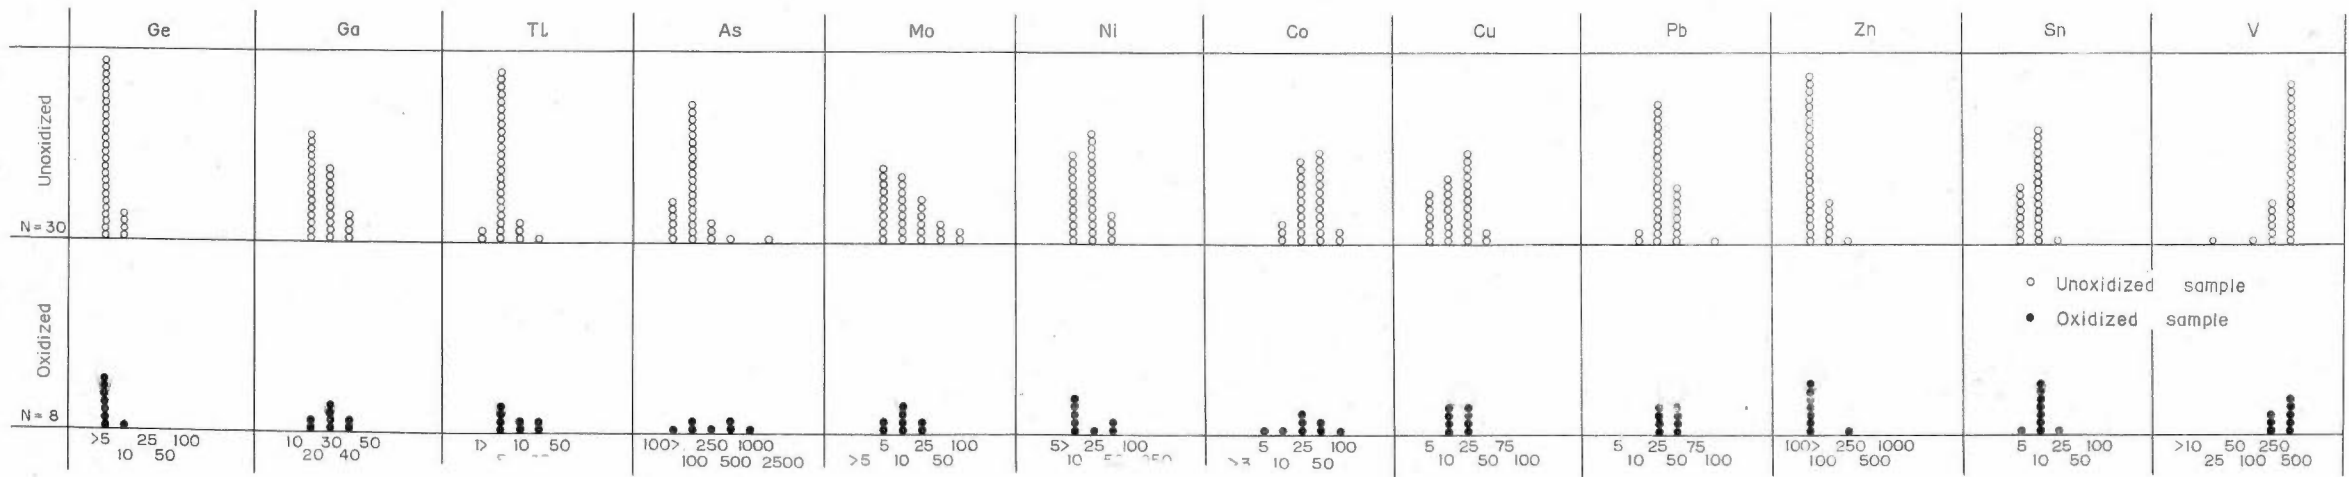 Ge Ga TL As Mo Ni Co Cu Pb Zn Sn V
Unoxidized
N = 30
Unoxidized sample
Oxidized sample
Oxidized
N = 8
>5 25 100 10 30 50 1> 10 50 100> 250 1000 5 25 100 5> 25 100 5 25 100 5 25 75 5 25 75 100> 250 1000 5 25 100 >10 50 250
10 50 20 40 100 500 2500 >5 10 50 10 10 50 10 50 100 10 50 100 100 500 10 50 25 100 500